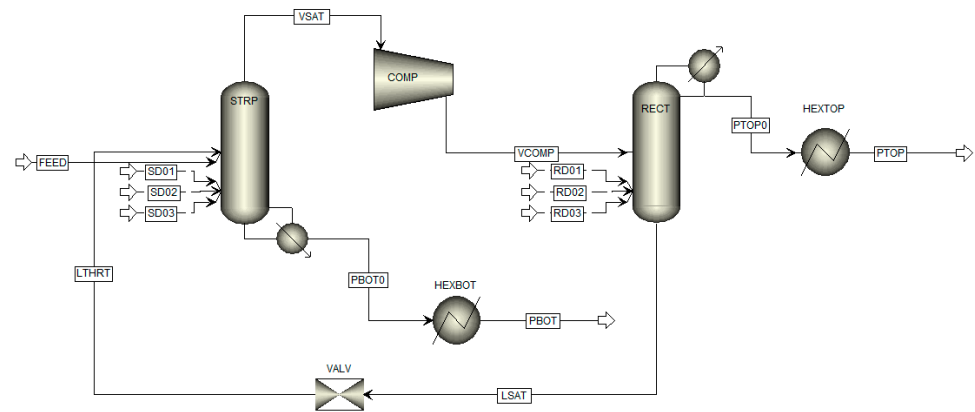 VSAT
COMP
STRP
RECT
HEXTOP
PTOP0
FEED
VCOMP
PTOP
SD01
RD01
SD02
RD02
SD03
RD03
LTHRT
PBOT0
HEXBOT
PBOT
VALV
LSAT